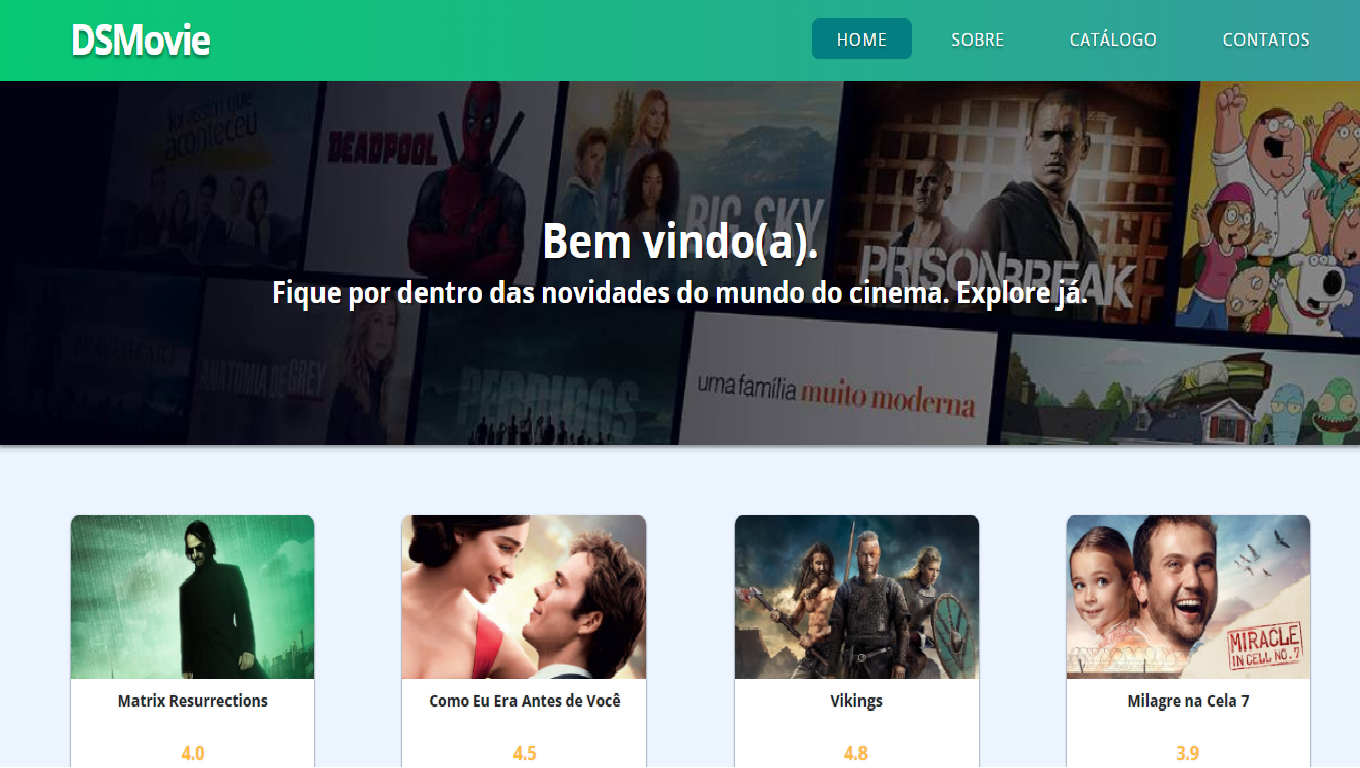 DSMovie
HOME
SOBRE
CATÁLOGO
CONTATOS
foi assim que
aconteceu
DEADPOOL
BIG SKY
PRISON BREAK
Bem vindo(a).
Fique por dentro das novidades do mundo do cinema. Explore já.
BRAVEHEART
ANATOMIA DE GREY
PERDIDOS
uma família muito moderna
MIRACLE
IN CELL NO. 7
Matrix Resurrections
Como Eu Era Antes de Você
Vikings
Milagre na Cela 7
4.0
4.5
4.8
3.9